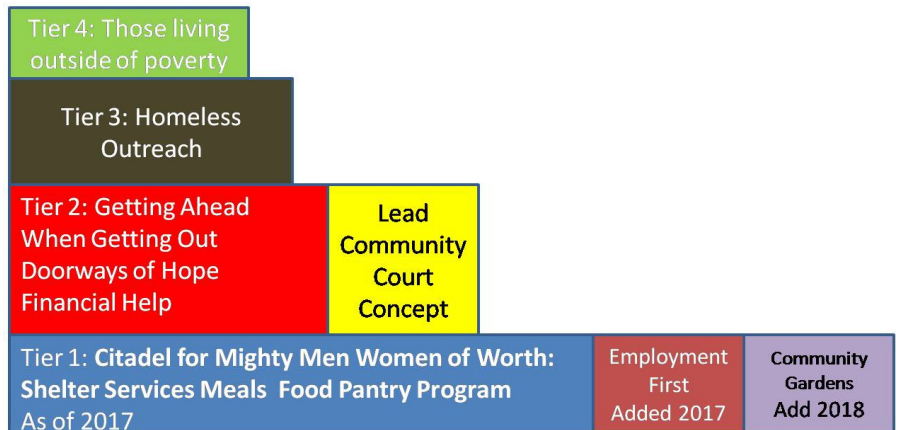 Tier 4: Those living
outside of poverty
Tier 3: Homeless
Outreach
Tier 2: Getting Ahead
When Getting Out
Doorways of Hope
Financial Help
Lead
Community
Court
Concept
Tier 1: Citadel for Mighty Men Women of Worth:
Shelter Services Meals Food Pantry Program
As of 2017
Employment
First
Added 2017
Community
Gardens
Add 2018